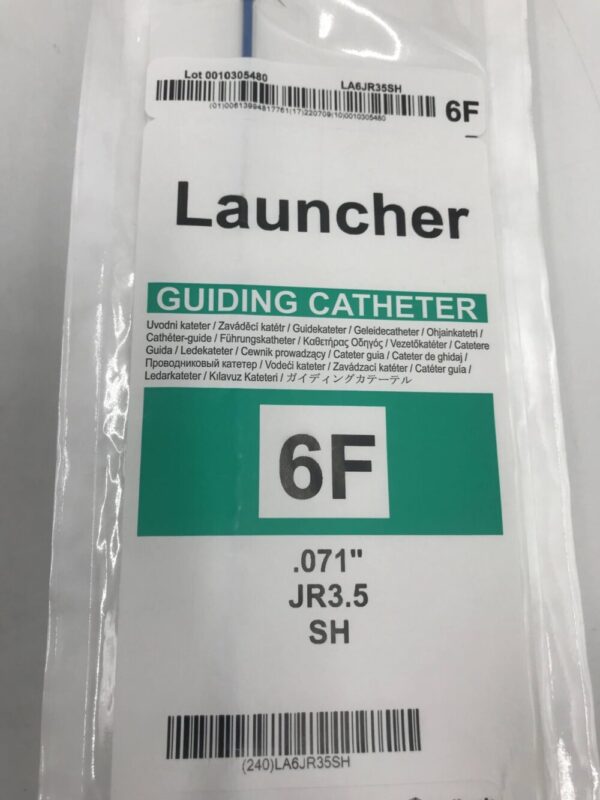 Lot 0010305480 LA6JR35SH
(01)00613994817761(17)220709(10)0010305480
6F
Launcher
GUIDING CATHETER
Uvodni kateter / Zaváděcí katétr / Guidekateter / Geleidecatheter / Ohjainkatetri /
Cathéter-guide / Führungskatheter / Καθετήρας Οδηγός / Vezetőkatéter / Catetere
Guida / Ledekateter / Cewnik prowadzący / Cateter guia / Cateter de ghidaj /
Проводниковый катетер / Vodeći kateter / Zavádzací katéter / Catéter guía /
Ledarkateter / Kılavuz Kateteri / ガイディングカテーテル
6F
.071"
JR3.5
SH
(240)LA6JR35SH